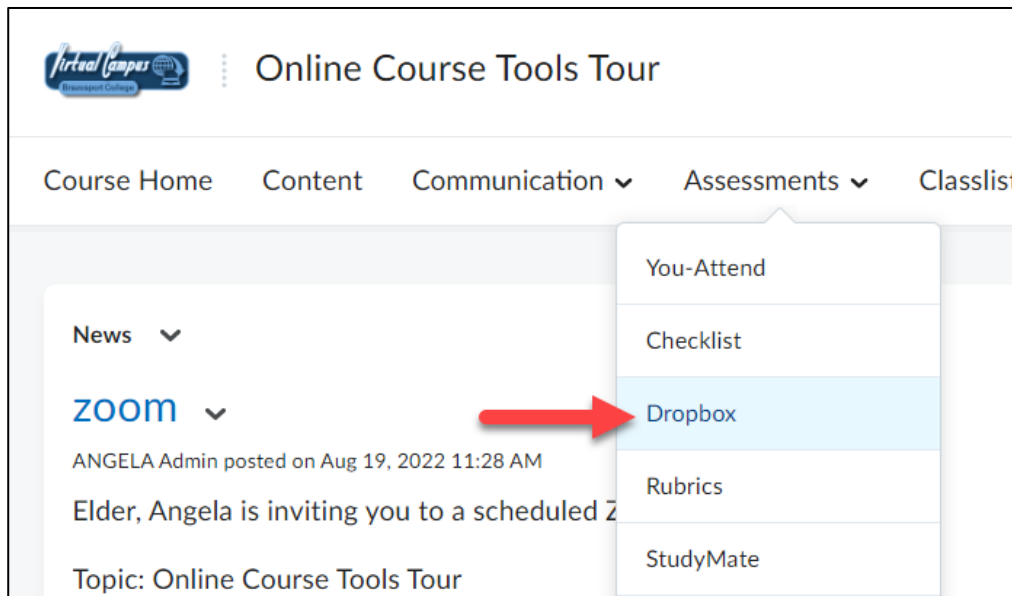 Virtual Campus
Brazosport College
Online Course Tools Tour
Course Home Content Communication Assessments Classlist
You-Attend
Checklist
Dropbox
Rubrics
StudyMate
News
zoom
ANGELA Admin posted on Aug 19, 2022 11:28 AM
Elder, Angela is inviting you to a scheduled Z
Topic: Online Course Tools Tour